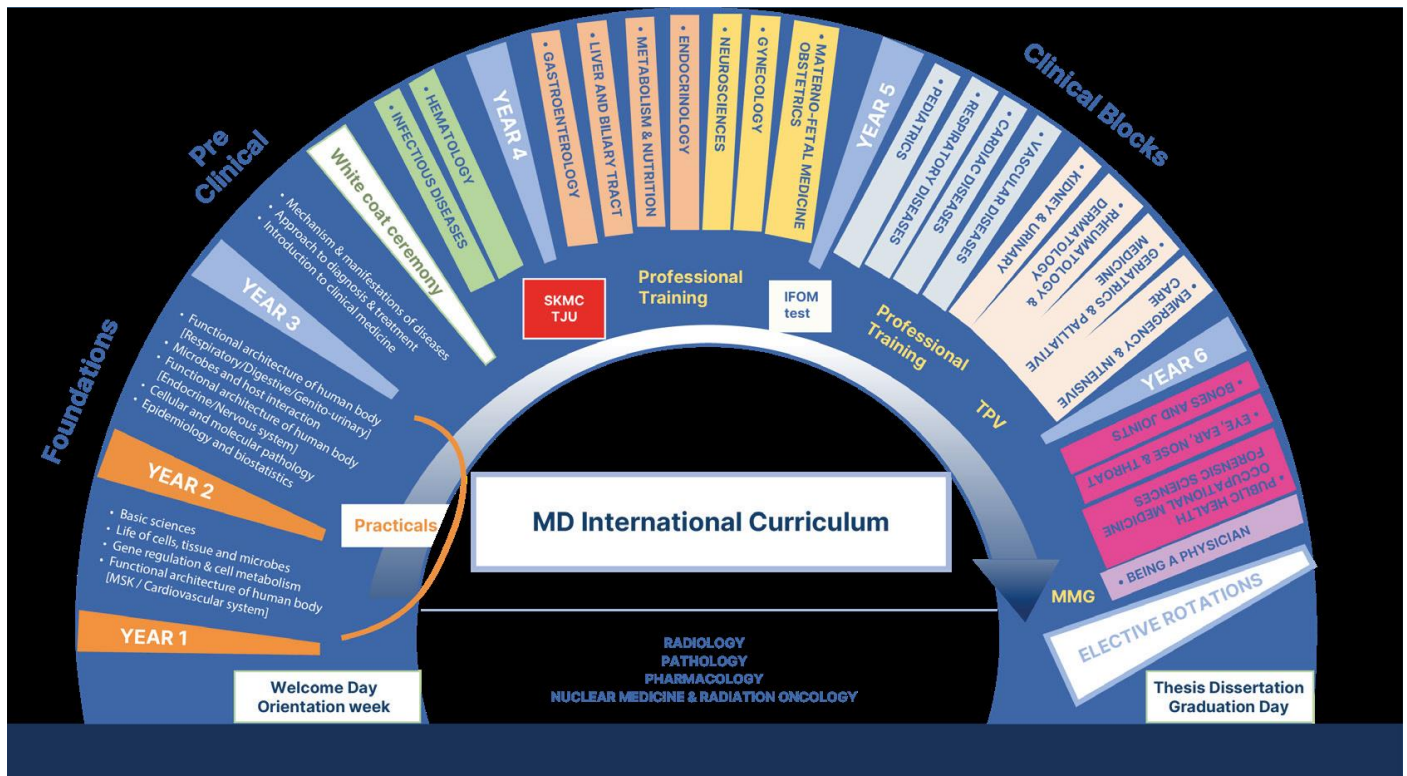 Foundations
Pre
Clinical
Clinical Blocks
Welcome Day
Orientation week
YEAR 1
• Basic sciences
• Life of cells, tissue and microbes
• Gene regulation & cell metabolism
• Functional architecture of human body
[MSK / Cardiovascular system]
YEAR 2
• Functional architecture of human body
[Respiratory/Digestive/Genito-urinary]
• Microbes and host interaction
• Functional architecture of human body
[Endocrine/Nervous system]
• Cellular and molecular pathology
• Epidemiology and biostatistics
Practicals
YEAR 3
• Mechanism & manifestations of diseases
• Approach to diagnosis & treatment
• Introduction to clinical medicine
White coat ceremony
• INFECTIOUS DISEASES
• HEMATOLOGY
YEAR 4
• GASTROENTEROLOGY
• LIVER AND BILIARY TRACT
• METABOLISM & NUTRITION
• ENDOCRINOLOGY
• NEUROSCIENCES
• GYNECOLOGY
• MATERNO-FETAL MEDICINE
OBSTETRICS
SKMC
TJU
Professional
Training
IFOM
test
YEAR 5
• PEDIATRICS
• RESPIRATORY DISEASES
• CARDIAC DISEASES
• VASCULAR DISEASES
• KIDNEY & URINARY
• RHEUMATOLOGY &
DERMATOLOGY
• GERIATRICS & PALLIATIVE
MEDICINE
• EMERGENCY & INTENSIVE
CARE
Professional
Training
TPV
YEAR 6
• BONES AND JOINTS
• EYE, EAR, NOSE & THROAT
• PUBLIC HEALTH
OCCUPATIONAL MEDICINE
FORENSIC SCIENCES
• BEING A PHYSICIAN
MMG
ELECTIVE ROTATIONS
Thesis Dissertation
Graduation Day
MD International Curriculum
RADIOLOGY
PATHOLOGY
PHARMACOLOGY
NUCLEAR MEDICINE & RADIATION ONCOLOGY